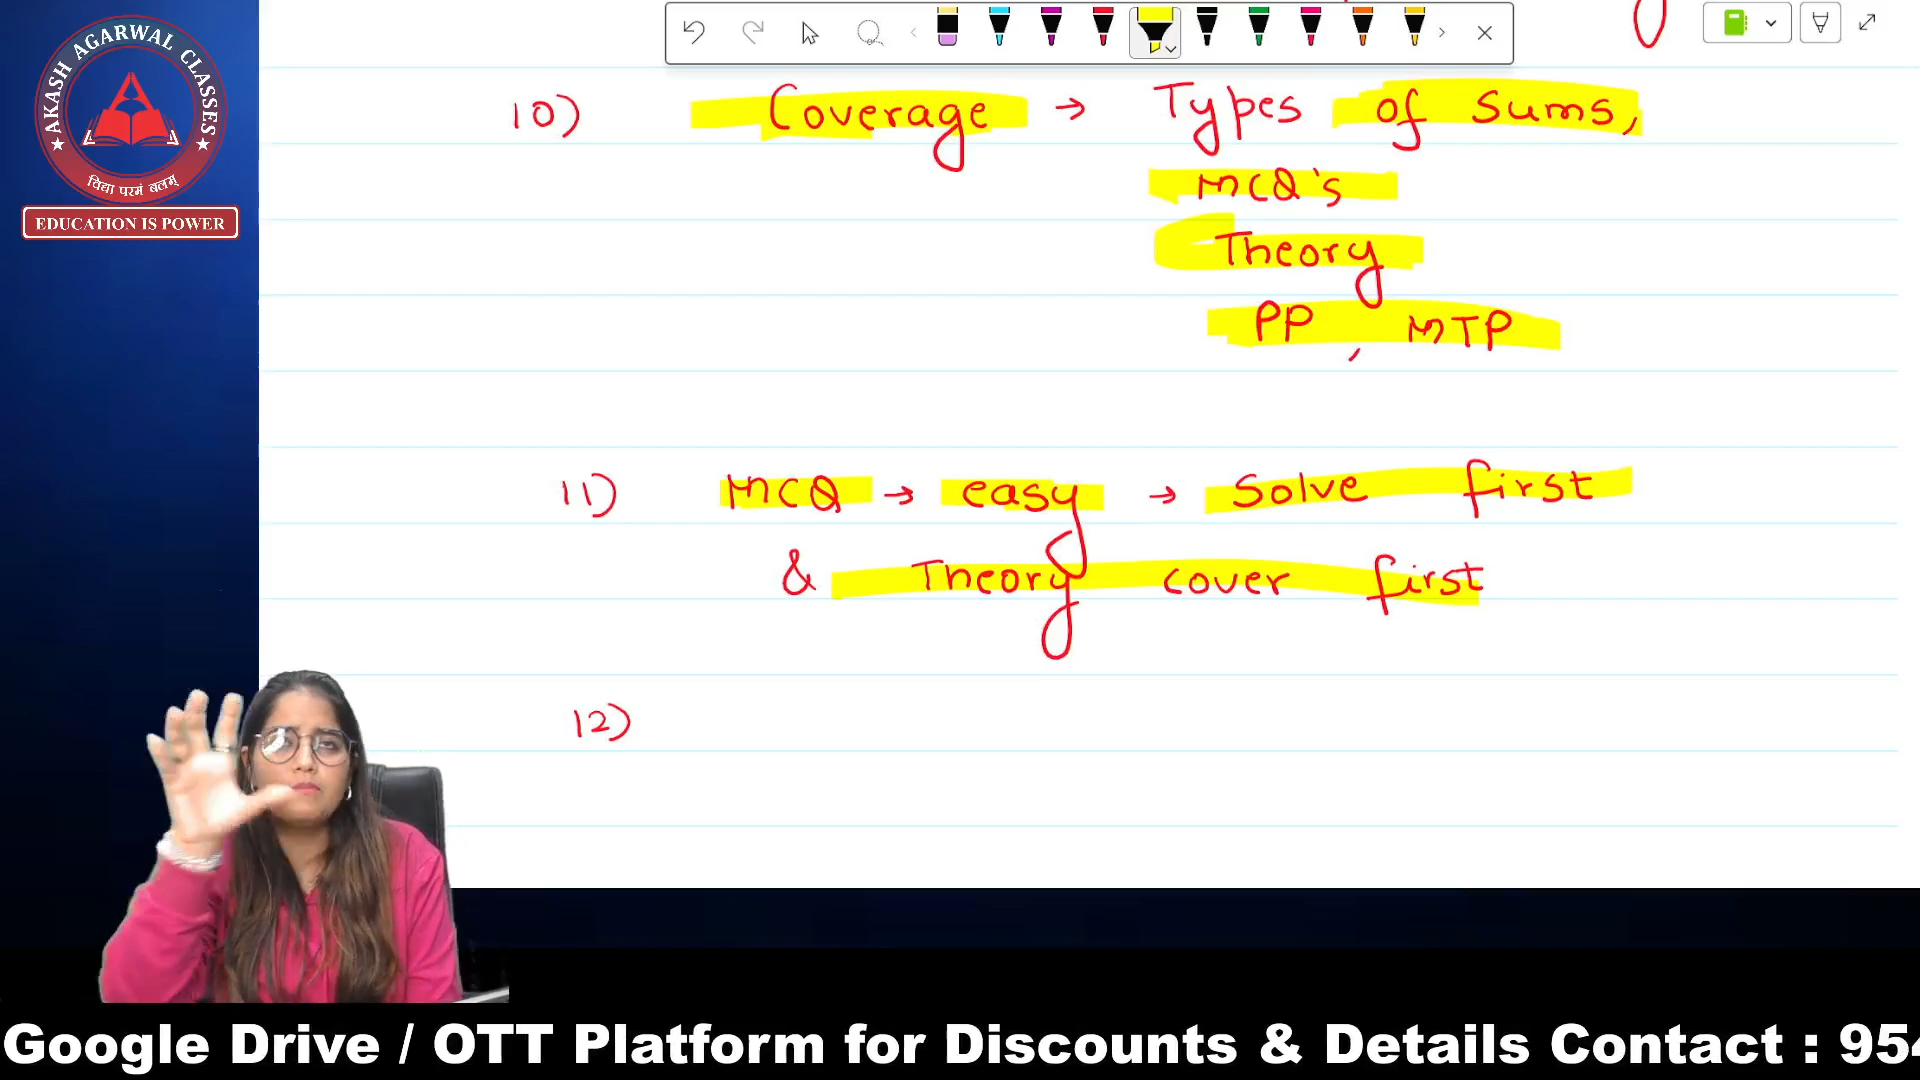 AKASH AGARWAL CLASSES
विद्या परमं बलम्
EDUCATION IS POWER
10) Coverage → Types of Sums,
MCQ's
Theory
PP, MTP
11) MCQ → easy → Solve first
& Theory cover first
12)
Google Drive / OTT Platform for Discounts & Details Contact : 954